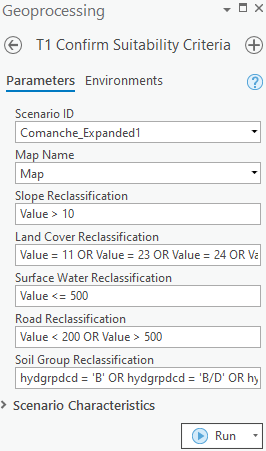 Geoprocessing
T1 Confirm Suitability Criteria
Parameters Environments
?
Scenario ID
Comanche_Expanded1
Map Name
Map
Slope Reclassification
Value > 10
Land Cover Reclassification
Value = 11 OR Value = 23 OR Value = 24 OR Va
Surface Water Reclassification
Value <= 500
Road Reclassification
Value < 200 OR Value > 500
Soil Group Reclassification
hydgrpdcd = 'B' OR hydgrpdcd = 'B/D' OR hy
Scenario Characteristics
Run